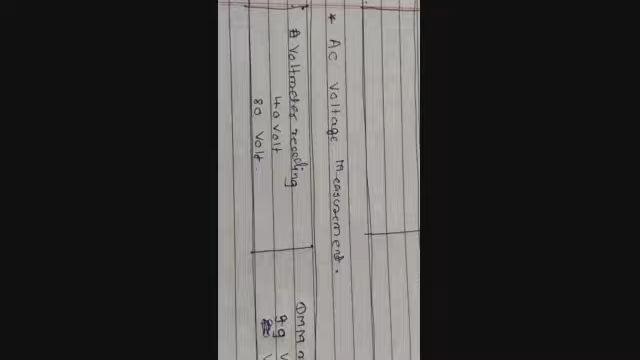 * Ac Voltage measurement.
# Voltmeter reading
40 volt
80 Volt.
DMM